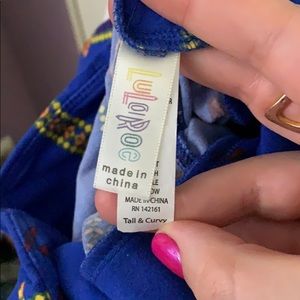 LuLaRoe
made in
china
MADE IN CHINA
RN 142161
Tall & Curvy